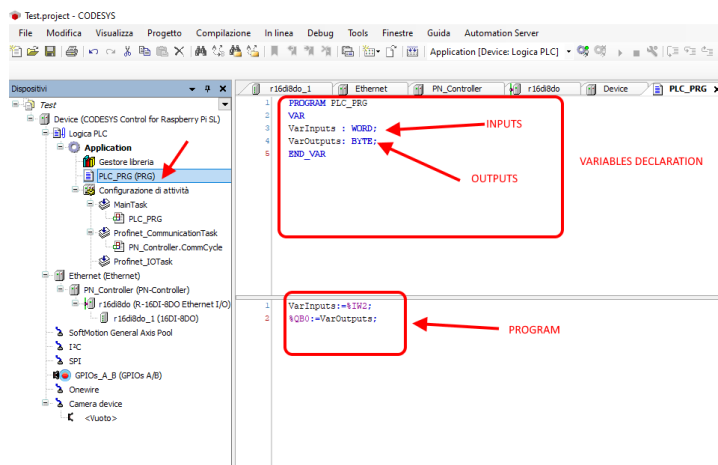 Test.project - CODESYS
File Modifica Visualizza Progetto Compilazione In linea Debug Tools Finestre Guida Automation Server
Application [Device: Logica PLC]
Dispositivi
r16di8do_1 Ethernet PN_Controller r16di8do Device PLC_PRG
Test
Device (CODESYS Control for Raspberry Pi SL)
Logica PLC
Application
Gestore libreria
PLC_PRG (PRG)
Configurazione di attività
MainTask
PLC_PRG
Profinet_CommunicationTask
PN_Controller.CommCycle
Profinet_IOTask
Ethernet (Ethernet)
PN_Controller (PN-Controller)
r16di8do (R-16DI-8DO Ethernet I/O)
r16di8do_1 (16DI-8DO)
SoftMotion General Axis Pool
I²C
SPI
GPIOs_A_B (GPIOs A/B)
Onewire
Camera device
<Vuoto>
1 PROGRAM PLC_PRG
2 VAR
3 VarInputs : WORD;
4 VarOutputs: BYTE;
5 END_VAR
INPUTS
OUTPUTS
VARIABLES DECLARATION
1 VarInputs:=%IW2;
2 %QB0:=VarOutputs;
PROGRAM